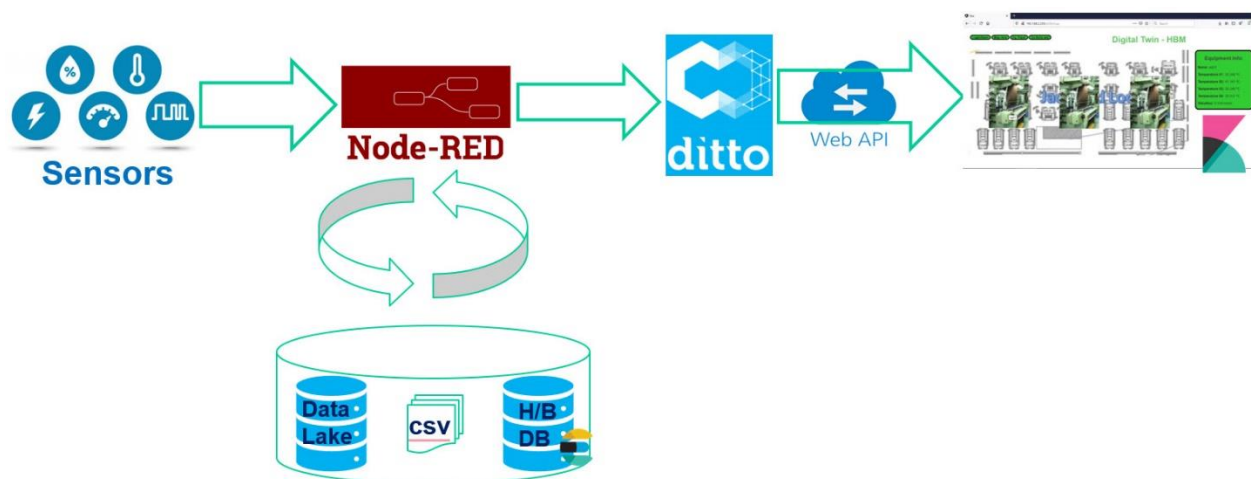 %
Sensors
Node-RED
ditto
Web API
Digital Twin - HBM
Equipment Info
Data
Lake
CSV
H/B
DB